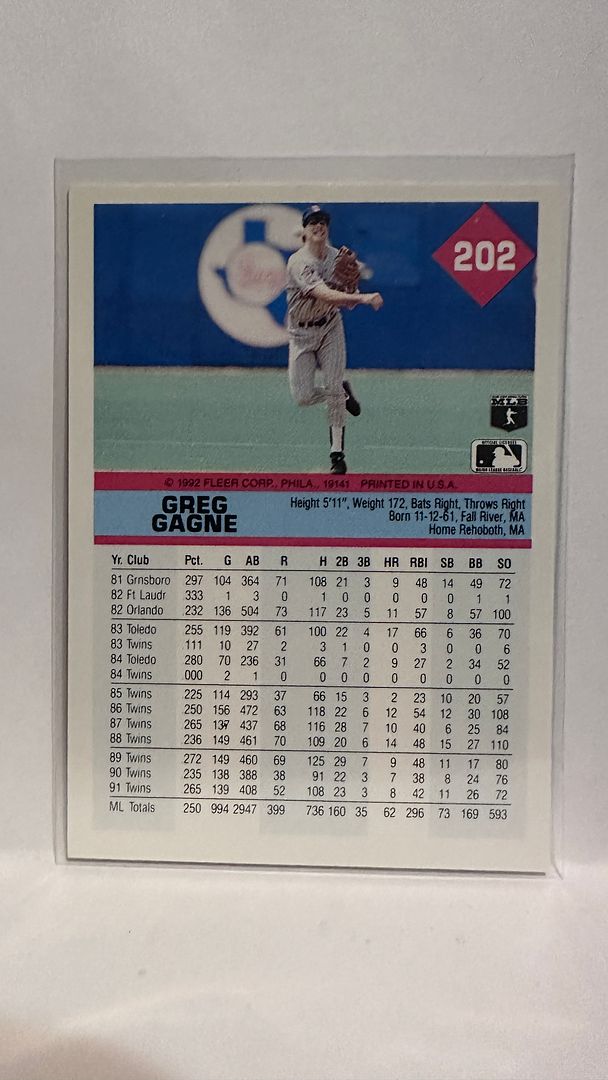 202
MLB
OFFICIAL LICENSEE
MAJOR LEAGUE BASEBALL
© 1992 FLEER CORP., PHILA., 19141 PRINTED IN U.S.A.
GREG
GAGNE
Height 5'11", Weight 172, Bats Right, Throws Right
Born 11-12-61, Fall River, MA
Home Rehoboth, MA
Yr. Club Pct. G AB R H 2B 3B HR RBI SB BB SO
81 Grnsboro 297 104 364 71 108 21 3 9 48 14 49 72
82 Ft Laudr 333 1 3 0 1 0 0 0 0 0 1 1
82 Orlando 232 136 504 73 117 23 5 11 57 8 57 100
83 Toledo 255 119 392 61 100 22 4 17 66 6 36 70
83 Twins 111 10 27 2 3 1 0 0 3 0 0 6
84 Toledo 280 70 236 31 66 7 2 9 27 2 34 52
84 Twins 000 2 1 0 0 0 0 0 0 0 0 0
85 Twins 225 114 293 37 66 15 3 2 23 10 20 57
86 Twins 250 156 472 63 118 22 6 12 54 12 30 108
87 Twins 265 137 437 68 116 28 7 10 40 6 25 84
88 Twins 236 149 461 70 109 20 6 14 48 15 27 110
89 Twins 272 149 460 69 125 29 7 9 48 11 17 80
90 Twins 235 138 388 38 91 22 3 7 38 8 24 76
91 Twins 265 139 408 52 108 23 3 8 42 11 26 72
ML Totals 250 994 2947 399 736 160 35 62 296 73 169 593